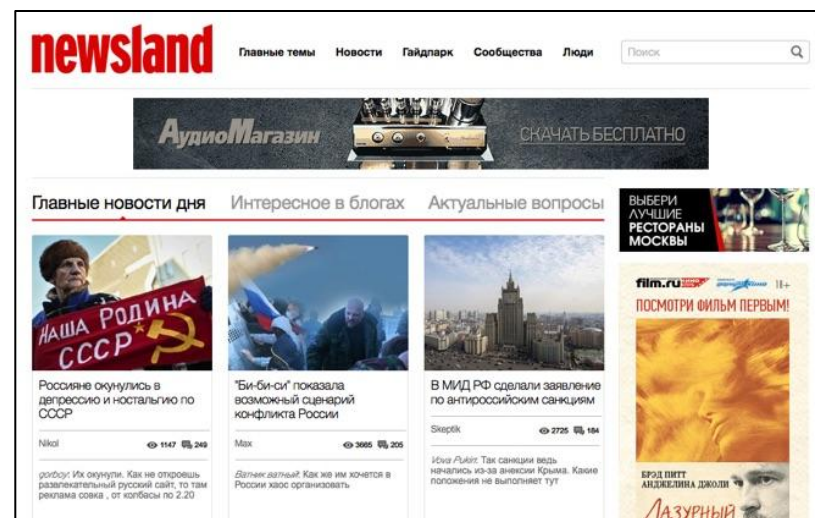 newsland
Главные темы Новости Гайдпарк Сообщества Люди
Поиск
АудиоМагазин
СКАЧАТЬ БЕСПЛАТНО
Главные новости дня Интересное в блогах Актуальные вопросы
ВЫБЕРИ
ЛУЧШИЕ
РЕСТОРАНЫ
МОСКВЫ
НАША РОДИНА
СССР
Россияне окунулись в
депрессию и ностальгию по
СССР
Nikol 1147 249
gorbcy: Их окунули. Как не откроешь
развлекательный русский сайт, то там
реклама совка , от колбасы по 2.20
"Би-би-си" показала
возможный сценарий
конфликта России
Max 3665 205
Ватник ватный: Как же им хочется в
России хаос организовать
В МИД РФ сделали заявление
по антироссийским санкциям
Skeptik 2725 184
Vova Pukin: Так санкции ведь
начались из-за анексии Крыма. Какие
положения не выполняет тут
film.ru
18+
ПОСМОТРИ ФИЛЬМ ПЕРВЫМ!
БРЭД ПИТТ
АНДЖЕЛИНА ДЖОЛИ
ЛАЗУРНЫЙ